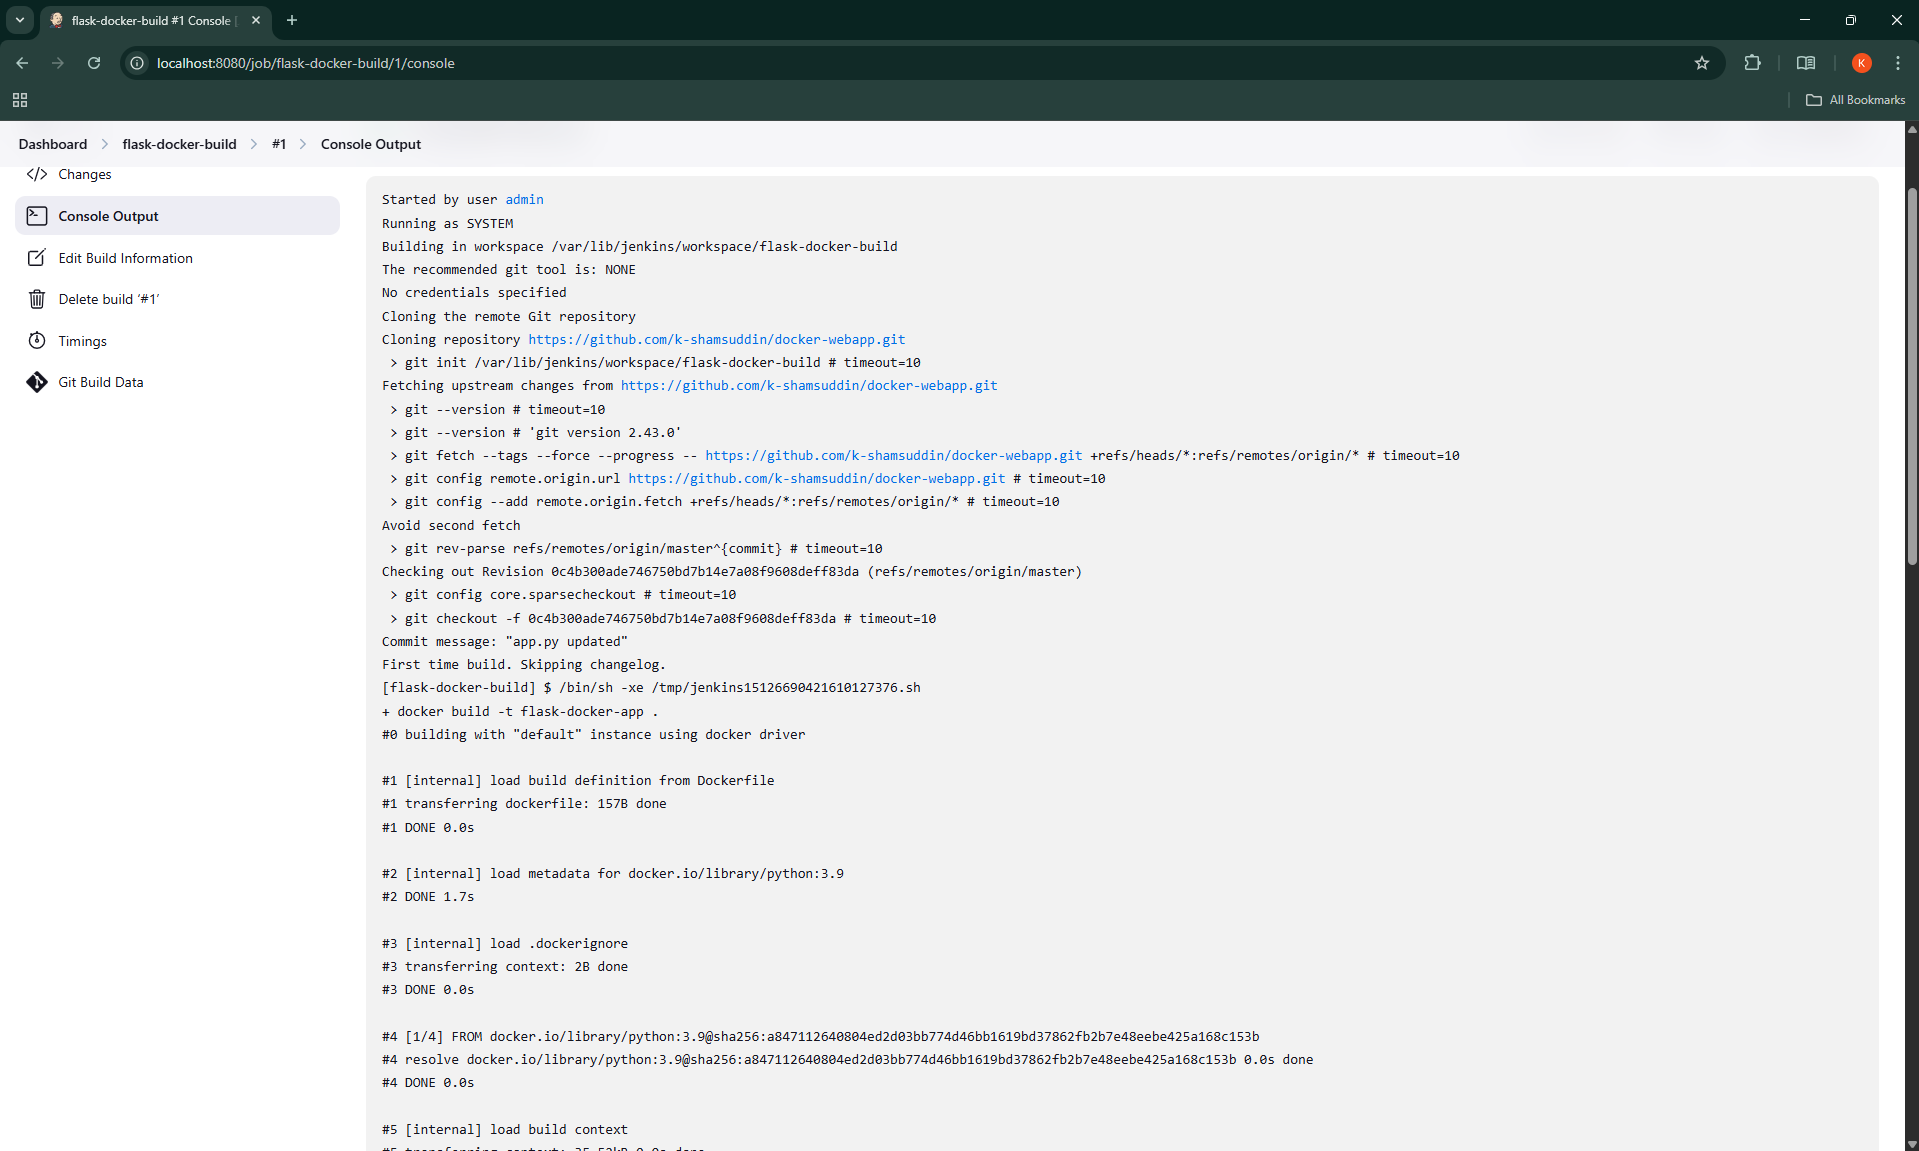 flask-docker-build #1 Console
localhost:8080/job/flask-docker-build/1/console
K
All Bookmarks
Dashboard > flask-docker-build > #1 > Console Output
Changes
Console Output
Edit Build Information
Delete build ‘#1’
Timings
Git Build Data
Started by user admin
Running as SYSTEM
Building in workspace /var/lib/jenkins/workspace/flask-docker-build
The recommended git tool is: NONE
No credentials specified
Cloning the remote Git repository
Cloning repository https://github.com/k-shamsuddin/docker-webapp.git
 > git init /var/lib/jenkins/workspace/flask-docker-build # timeout=10
Fetching upstream changes from https://github.com/k-shamsuddin/docker-webapp.git
 > git --version # timeout=10
 > git --version # 'git version 2.43.0'
 > git fetch --tags --force --progress -- https://github.com/k-shamsuddin/docker-webapp.git +refs/heads/*:refs/remotes/origin/* # timeout=10
 > git config remote.origin.url https://github.com/k-shamsuddin/docker-webapp.git # timeout=10
 > git config --add remote.origin.fetch +refs/heads/*:refs/remotes/origin/* # timeout=10
Avoid second fetch
 > git rev-parse refs/remotes/origin/master^{commit} # timeout=10
Checking out Revision 0c4b300ade746750bd7b14e7a08f9608deff83da (refs/remotes/origin/master)
 > git config core.sparsecheckout # timeout=10
 > git checkout -f 0c4b300ade746750bd7b14e7a08f9608deff83da # timeout=10
Commit message: "app.py updated"
First time build. Skipping changelog.
[flask-docker-build] $ /bin/sh -xe /tmp/jenkins15126690421610127376.sh
+ docker build -t flask-docker-app .
#0 building with "default" instance using docker driver
#1 [internal] load build definition from Dockerfile
#1 transferring dockerfile: 157B done
#1 DONE 0.0s
#2 [internal] load metadata for docker.io/library/python:3.9
#2 DONE 1.7s
#3 [internal] load .dockerignore
#3 transferring context: 2B done
#3 DONE 0.0s
#4 [1/4] FROM docker.io/library/python:3.9@sha256:a847112640804ed2d03bb774d46bb1619bd37862fb2b7e48eebe425a168c153b
#4 resolve docker.io/library/python:3.9@sha256:a847112640804ed2d03bb774d46bb1619bd37862fb2b7e48eebe425a168c153b 0.0s done
#4 DONE 0.0s
#5 [internal] load build context